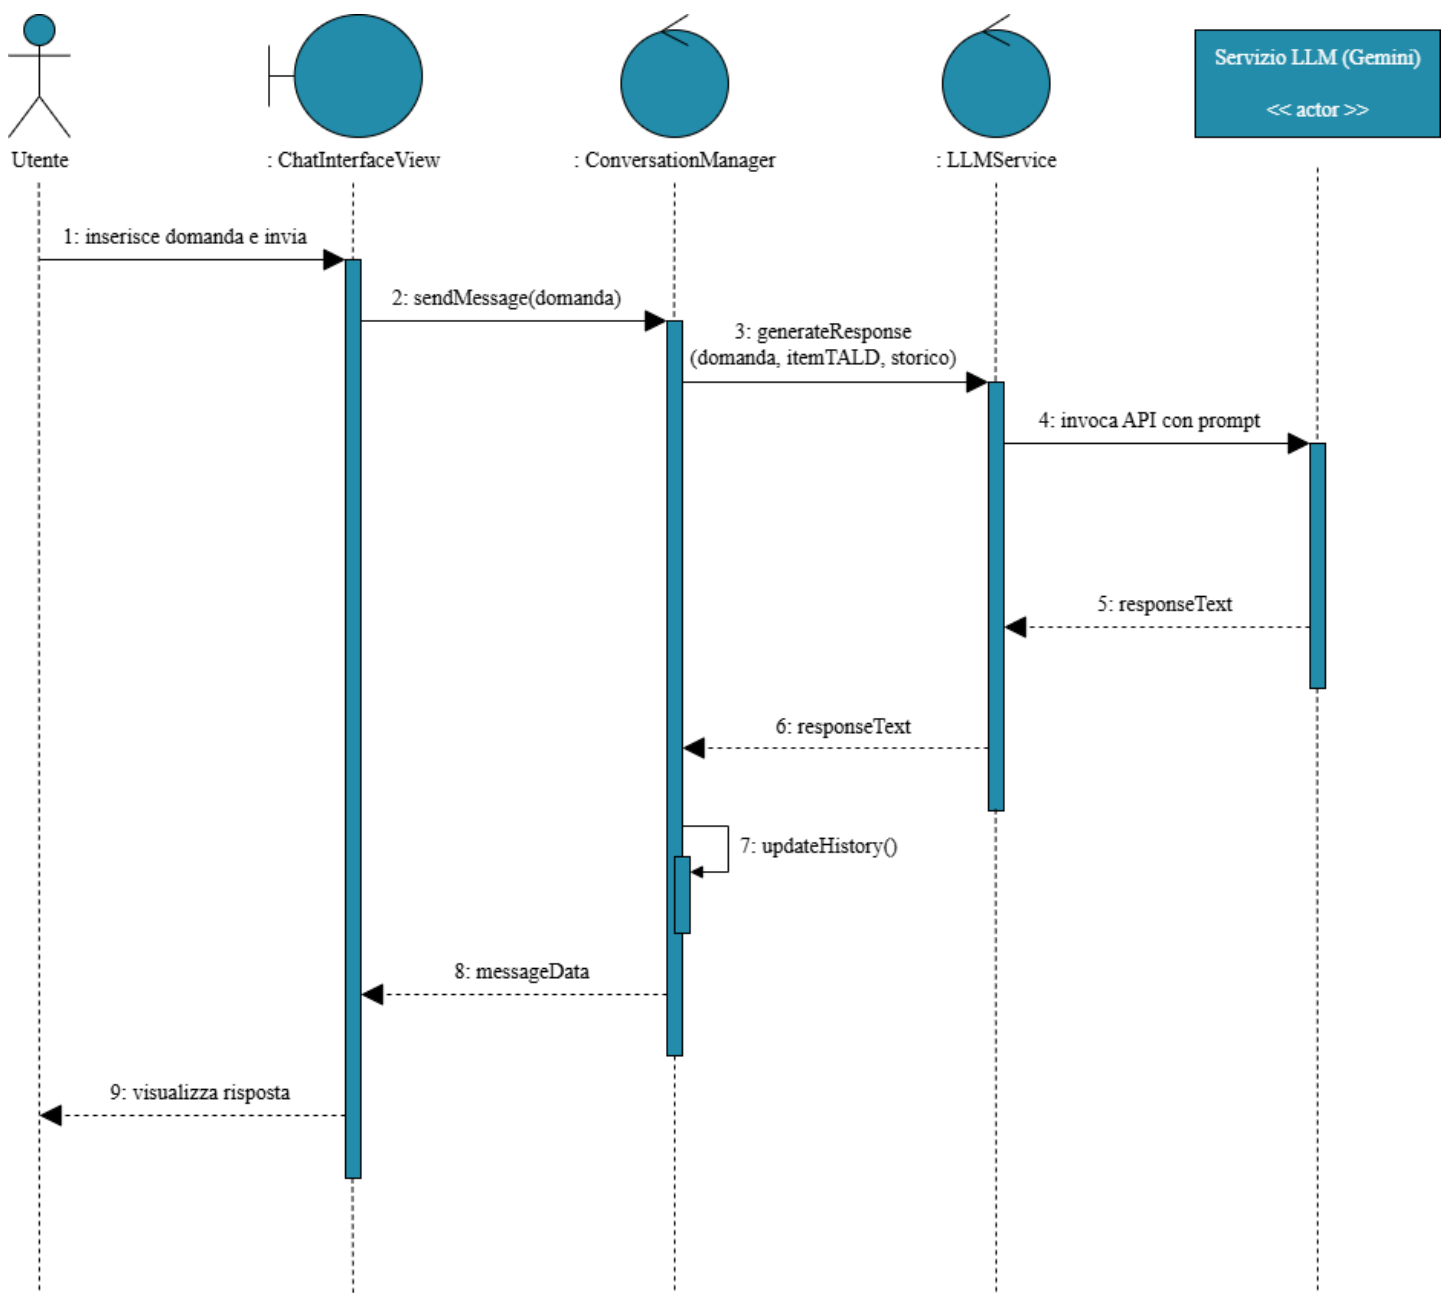 Servizio LLM (Gemini)
<< actor >>
Utente
: ChatInterfaceView
: ConversationManager
: LLMService
1: inserisce domanda e invia
2: sendMessage(domanda)
3: generateResponse
(domanda, itemTALD, storico)
4: invoca API con prompt
5: responseText
6: responseText
7: updateHistory()
8: messageData
9: visualizza risposta